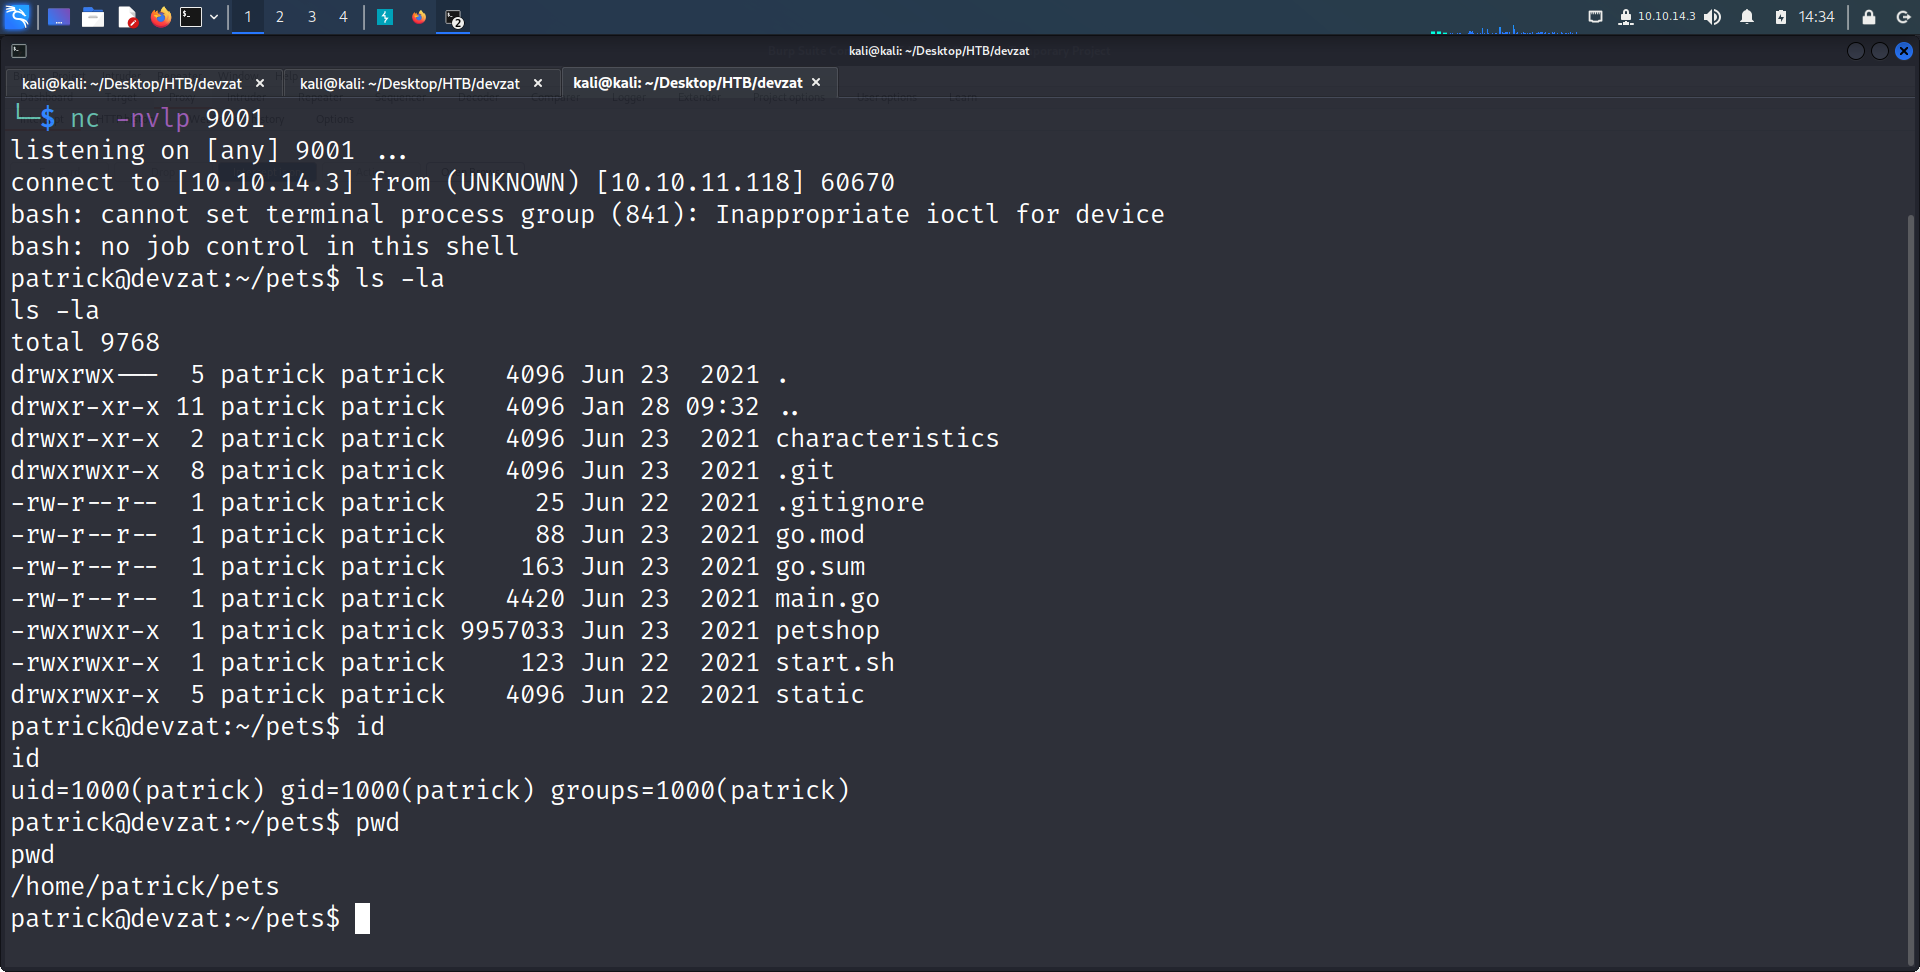 1 2 3 4 2 10.10.14.3 14:34
kali@kali: ~/Desktop/HTB/devzat
kali@kali: ~/Desktop/HTB/devzat × kali@kali: ~/Desktop/HTB/devzat × kali@kali: ~/Desktop/HTB/devzat ×
└─$ nc -nvlp 9001
listening on [any] 9001 ...
connect to [10.10.14.3] from (UNKNOWN) [10.10.11.118] 60670
bash: cannot set terminal process group (841): Inappropriate ioctl for device
bash: no job control in this shell
patrick@devzat:~/pets$ ls -la
ls -la
total 9768
drwxrwx---  5 patrick patrick    4096 Jun 23  2021 .
drwxr-xr-x 11 patrick patrick    4096 Jan 28 09:32 ..
drwxr-xr-x  2 patrick patrick    4096 Jun 23  2021 characteristics
drwxrwxr-x  8 patrick patrick    4096 Jun 23  2021 .git
-rw-r--r--  1 patrick patrick      25 Jun 22  2021 .gitignore
-rw-r--r--  1 patrick patrick      88 Jun 23  2021 go.mod
-rw-r--r--  1 patrick patrick     163 Jun 23  2021 go.sum
-rw-r--r--  1 patrick patrick    4420 Jun 23  2021 main.go
-rwxrwxr-x  1 patrick patrick 9957033 Jun 23  2021 petshop
-rwxrwxr-x  1 patrick patrick     123 Jun 22  2021 start.sh
drwxrwxr-x  5 patrick patrick    4096 Jun 22  2021 static
patrick@devzat:~/pets$ id
id
uid=1000(patrick) gid=1000(patrick) groups=1000(patrick)
patrick@devzat:~/pets$ pwd
pwd
/home/patrick/pets
patrick@devzat:~/pets$